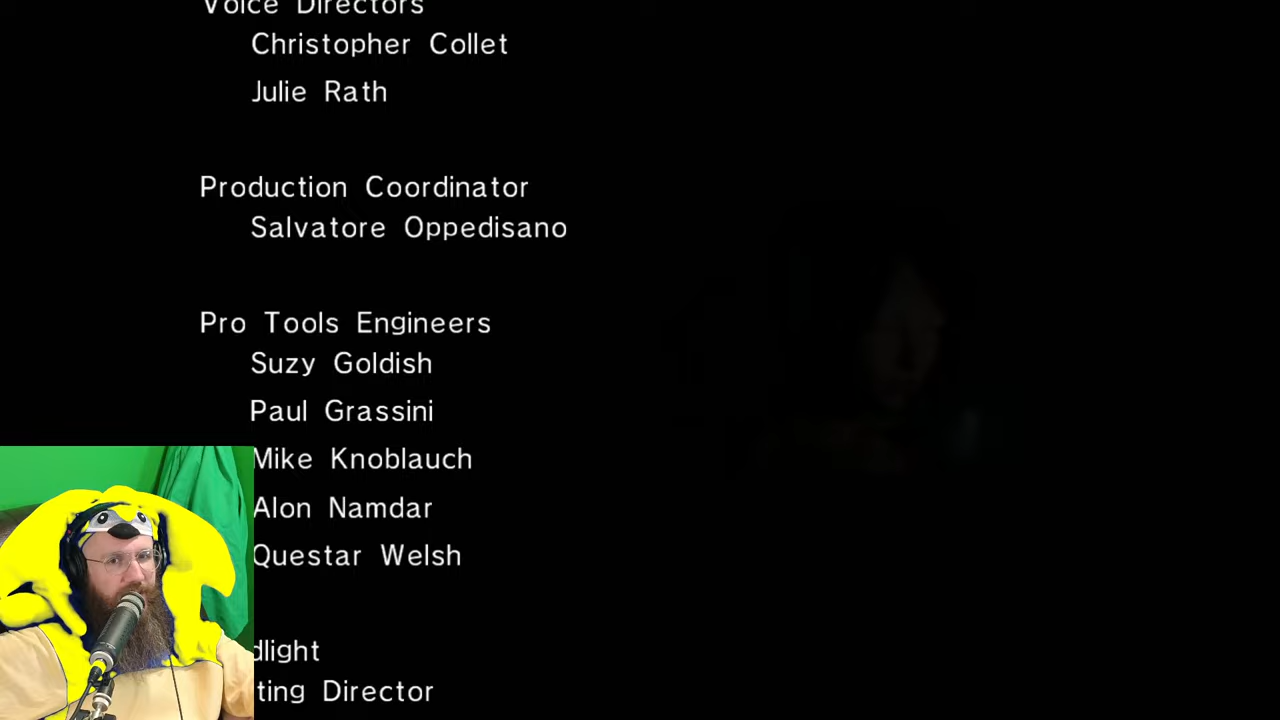 Voice Directors
Christopher Collet
Julie Rath
Production Coordinator
Salvatore Oppedisano
Pro Tools Engineers
Suzy Goldish
Paul Grassini
Mike Knoblauch
Alon Namdar
Questar Welsh
dlight
ting Director